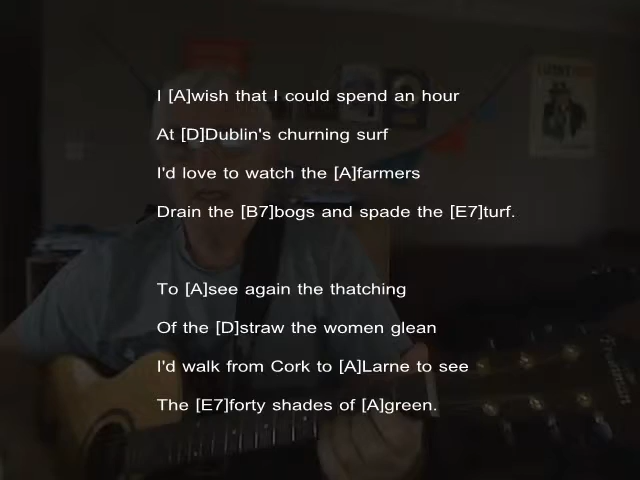 I [A]wish that I could spend an hour
At [D]Dublin's churning surf
I'd love to watch the [A]farmers
Drain the [B7]bogs and spade the [E7]turf.
To [A]see again the thatching
Of the [D]straw the women glean
I'd walk from Cork to [A]Larne to see
The [E7]forty shades of [A]green.